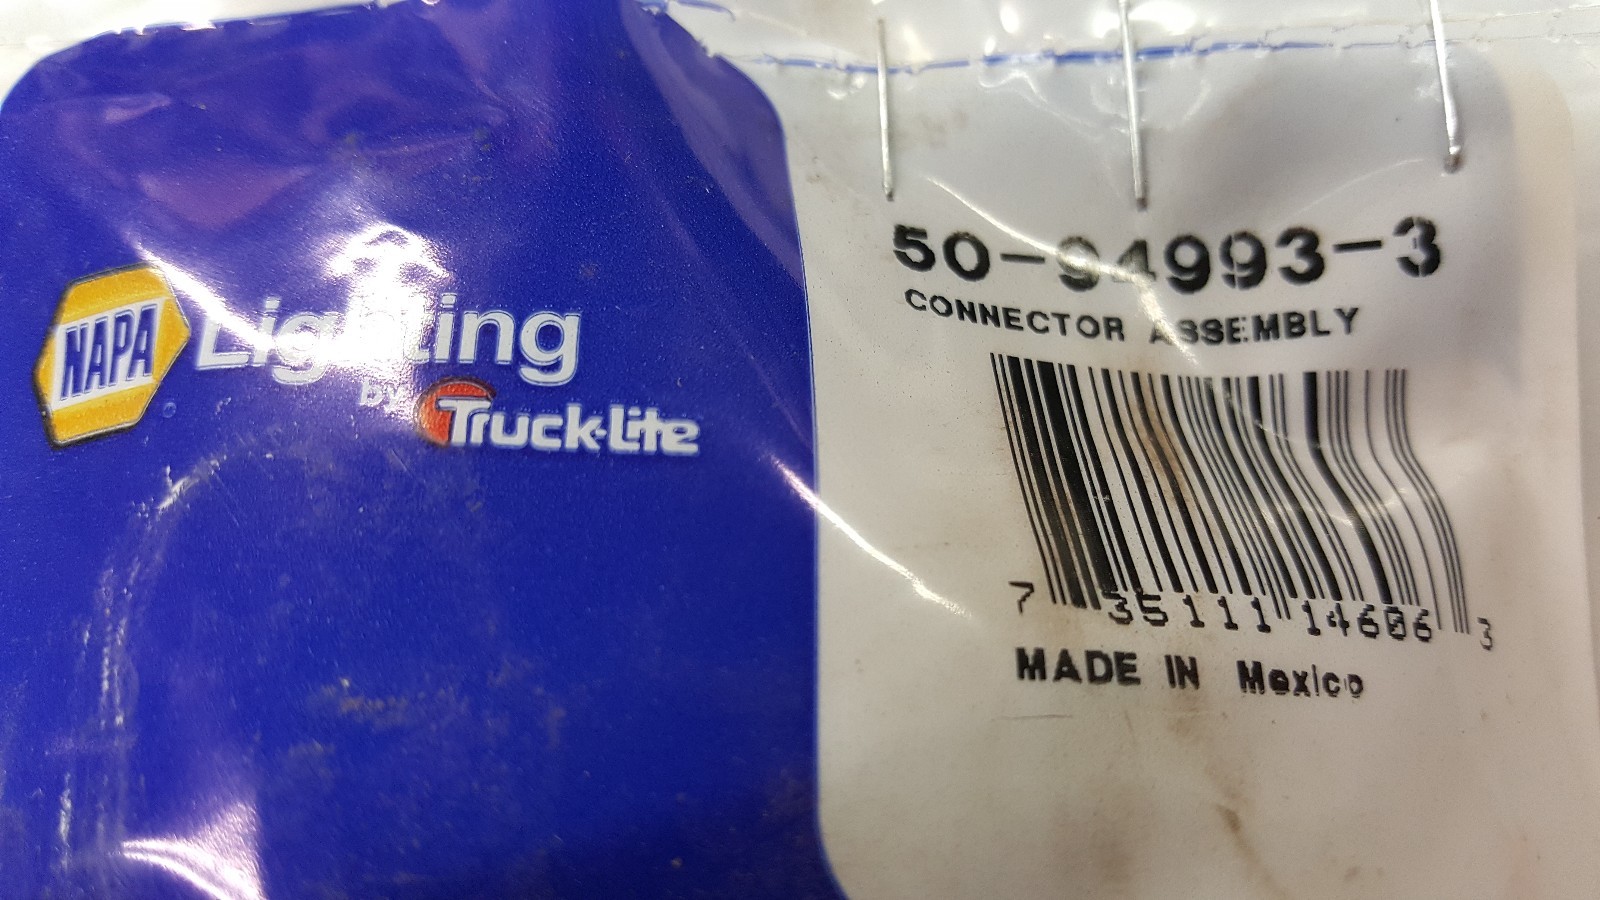 NAPA Lighting
by Truck-Lite
50-94993-3
CONNECTOR ASSEMBLY
7 35111 14606 3
MADE IN Mexico